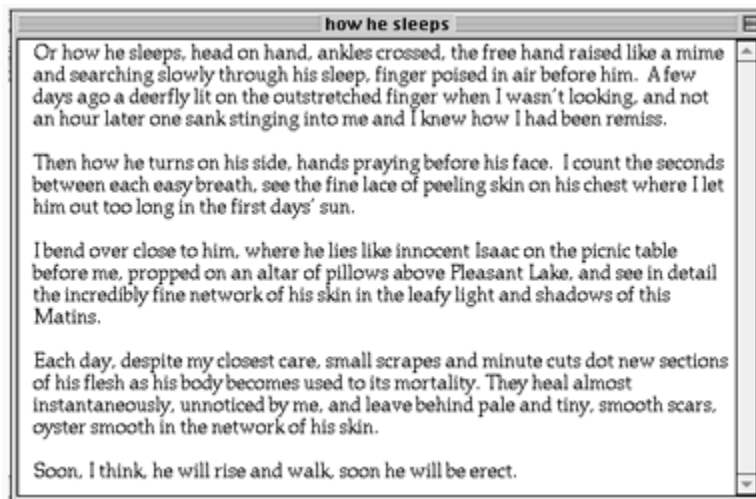 how he sleeps
Or how he sleeps, head on hand, ankles crossed, the free hand raised like a mime
and searching slowly through his sleep, finger poised in air before him.  A few
days ago a deerfly lit on the outstretched finger when I wasn't looking, and not
an hour later one sank stinging into me and I knew how I had been remiss.
Then how he turns on his side, hands praying before his face.  I count the seconds
between each easy breath, see the fine lace of peeling skin on his chest where I let
him out too long in the first days' sun.
I bend over close to him, where he lies like innocent Isaac on the picnic table
before me, propped on an altar of pillows above Pleasant Lake, and see in detail
the incredibly fine network of his skin in the leafy light and shadows of this
Matins.
Each day, despite my closest care, small scrapes and minute cuts dot new sections
of his flesh as his body becomes used to its mortality. They heal almost
instantaneously, unnoticed by me, and leave behind pale and tiny, smooth scars,
oyster smooth in the network of his skin.
Soon, I think, he will rise and walk, soon he will be erect.